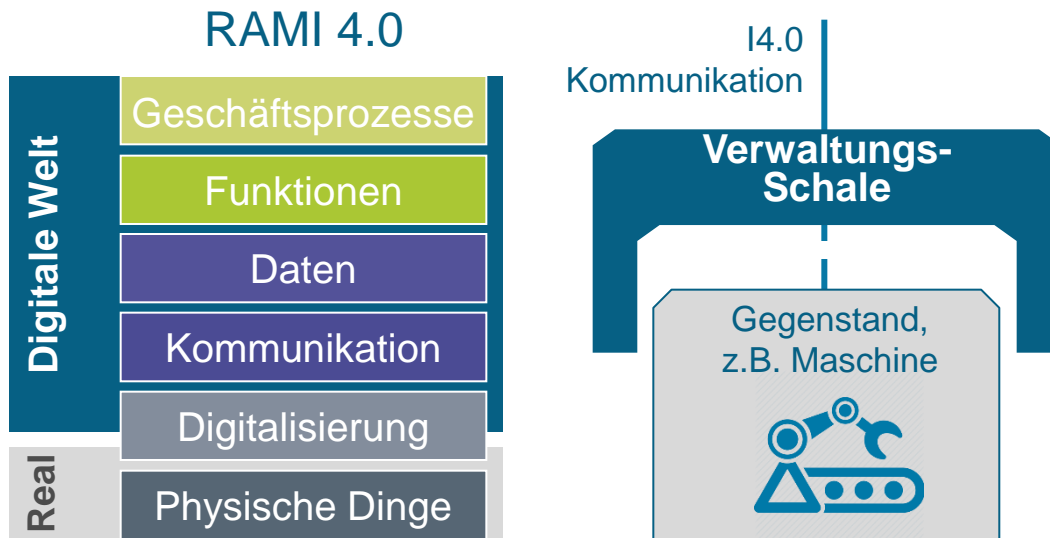 RAMI 4.0
Digitale Welt
Geschäftsprozesse
Funktionen
Daten
Kommunikation
Digitalisierung
Real
Physische Dinge
I4.0
Kommunikation
Verwaltungs-
Schale
Gegenstand,
z.B. Maschine